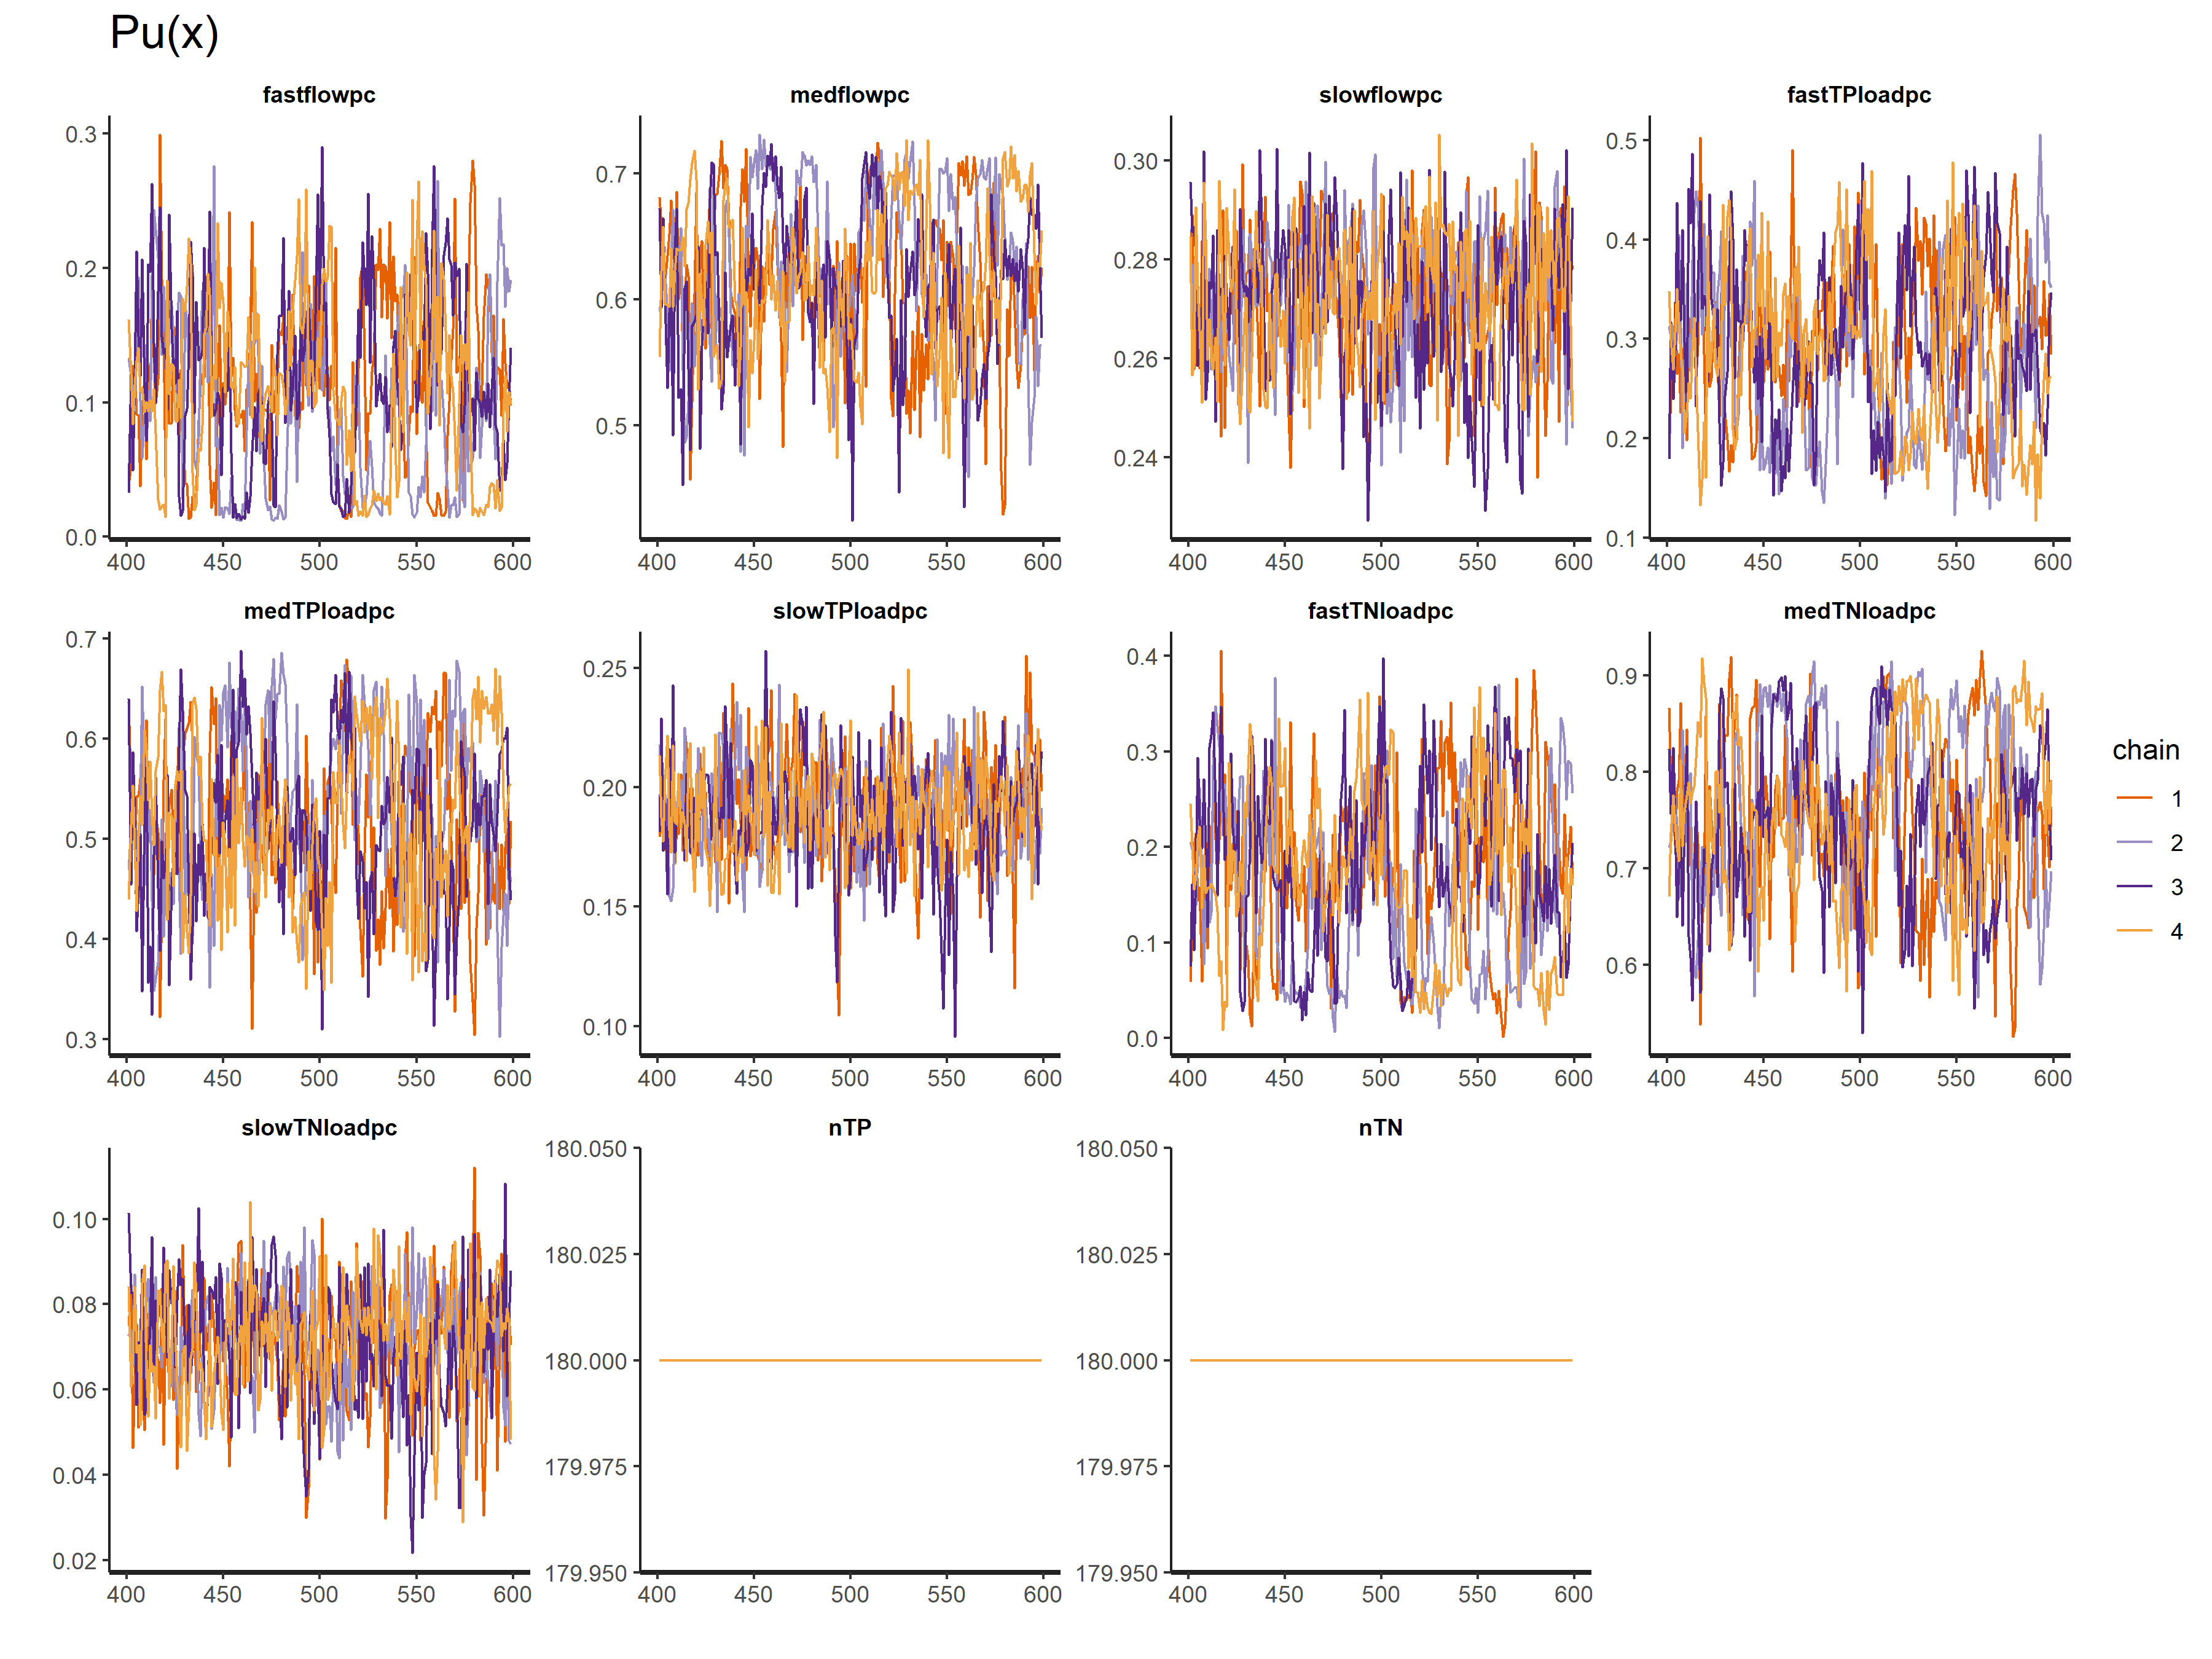 Pu(x)
fastflowpc medflowpc slowflowpc fastTPloadpc
0.3 0.2 0.1 0.0
0.7 0.6 0.5
0.30 0.28 0.26 0.24
0.5 0.4 0.3 0.2 0.1
400 450 500 550 600 400 450 500 550 600 400 450 500 550 600 400 450 500 550 600
medTPloadpc slowTPloadpc fastTNloadpc medTNloadpc
0.7 0.6 0.5 0.4 0.3
0.25 0.20 0.15 0.10
0.4 0.3 0.2 0.1 0.0
0.9 0.8 0.7 0.6
400 450 500 550 600 400 450 500 550 600 400 450 500 550 600 400 450 500 550 600
slowTNloadpc nTP nTN
0.10 0.08 0.06 0.04 0.02
180.050 180.025 180.000 179.975 179.950
180.050 180.025 180.000 179.975 179.950
400 450 500 550 600 400 450 500 550 600 400 450 500 550 600
chain
1
2
3
4